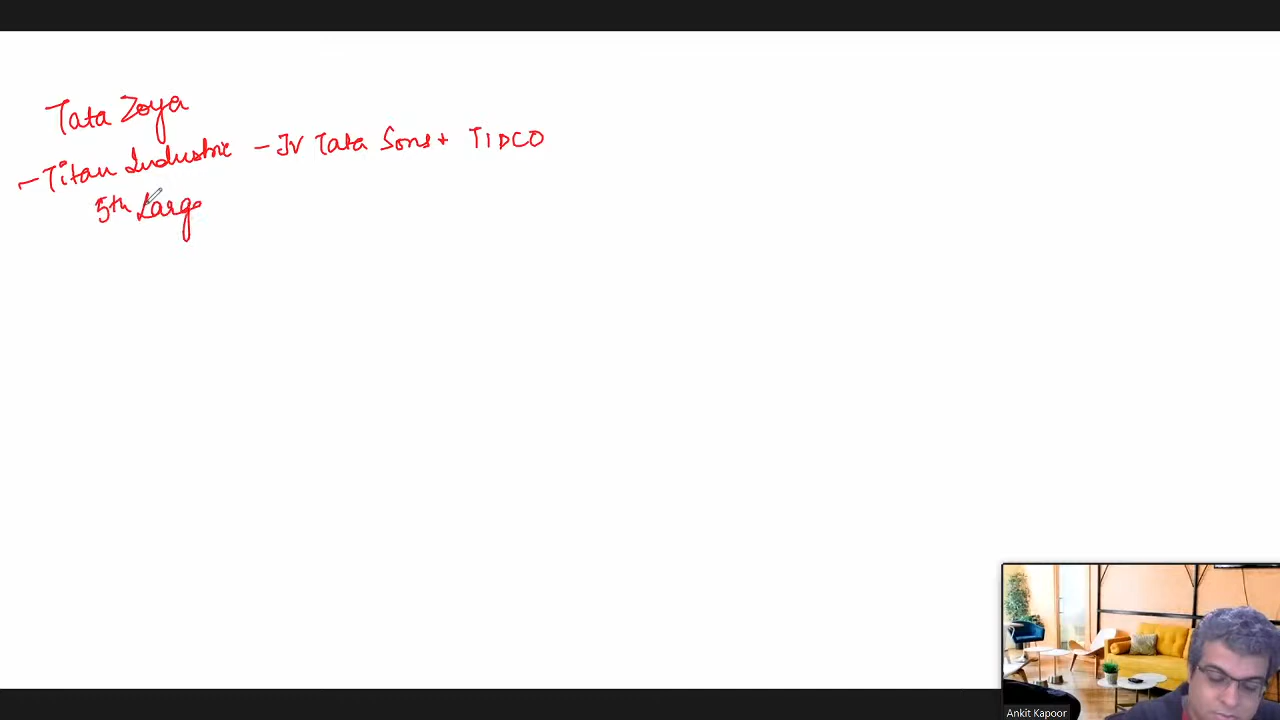 Tata Zoya
- Titan Industrie - JV Tata Sons + TIDCO
5th Large
Ankit Kapoor